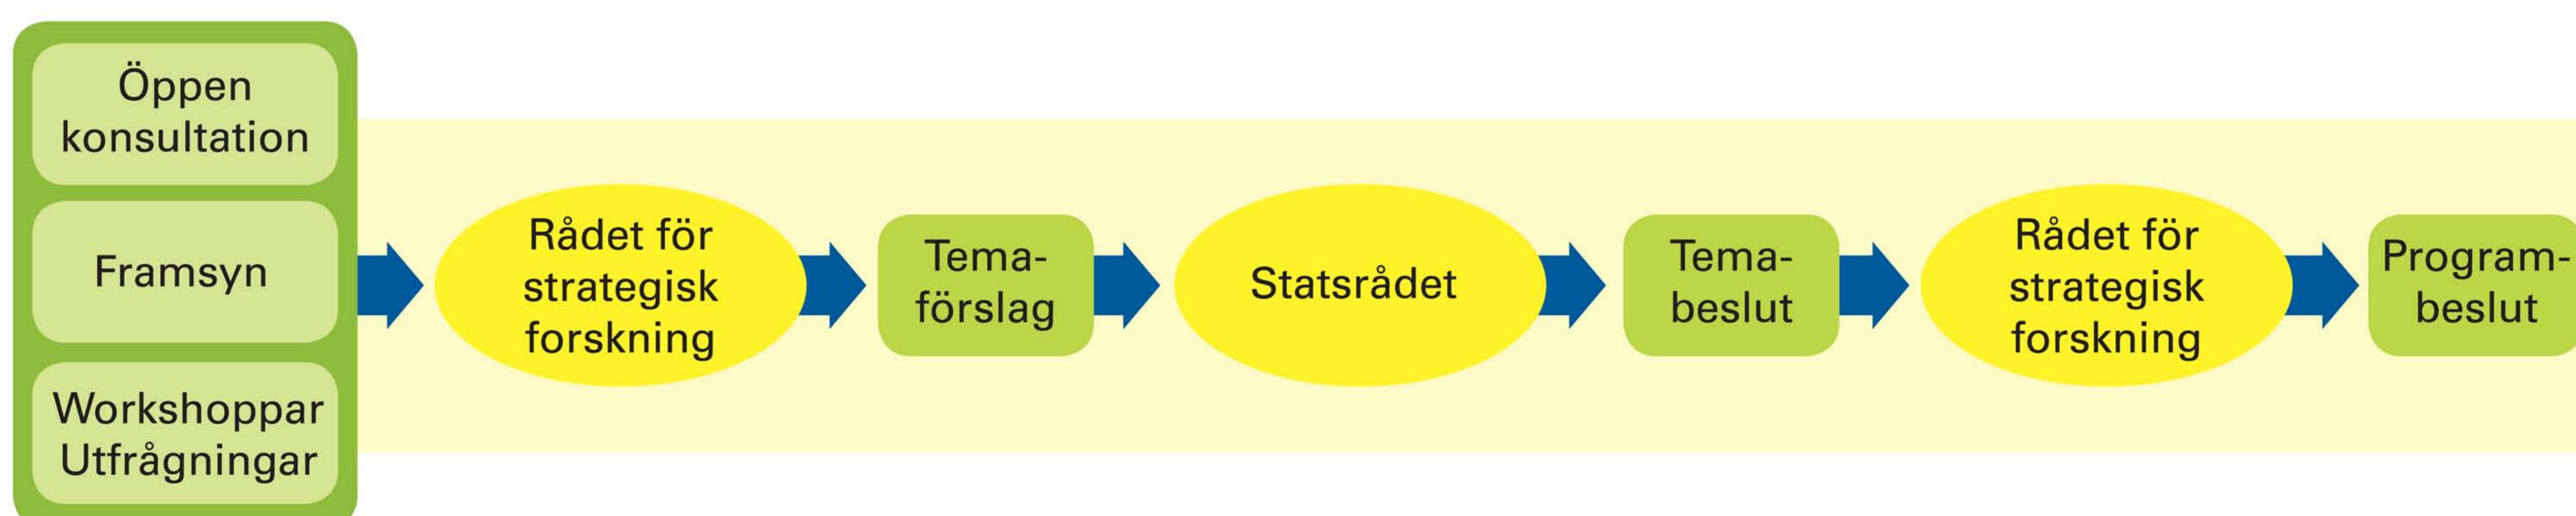 Öppen
konsultation
Framsyn
Workshoppar
Utfrågningar
Rådet för
strategisk
forskning
Tema-
förslag
Statsrådet
Tema-
beslut
Rådet för
strategisk
forskning
Program-
beslut